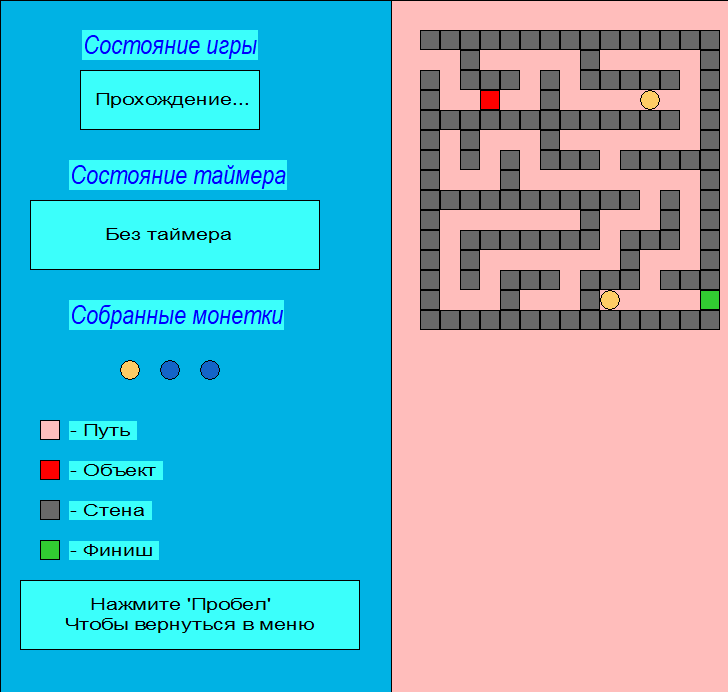 Состояние игры
Прохождение...
Состояние таймера
Без таймера
Собранные монетки
- Путь
- Объект
- Стена
- Финиш
Нажмите 'Пробел'
Чтобы вернуться в меню